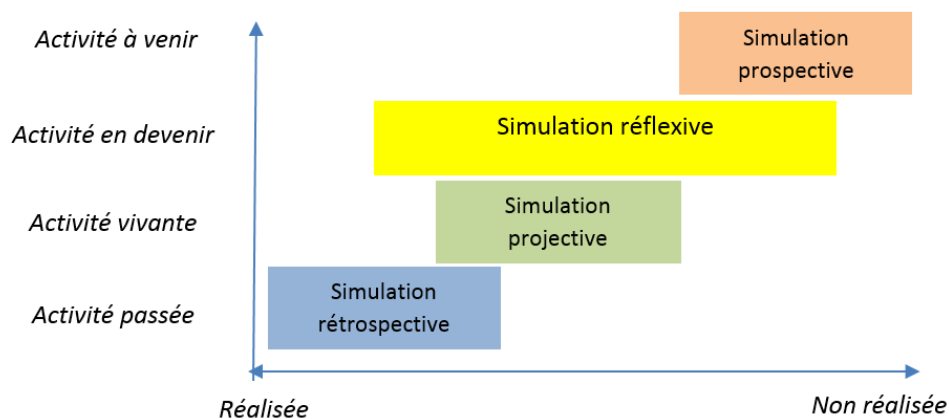 Activité à venir
Simulation
prospective
Activité en devenir
Simulation réflexive
Activité vivante
Simulation
projective
Activité passée
Simulation
rétrospective
Réalisée
Non réalisée